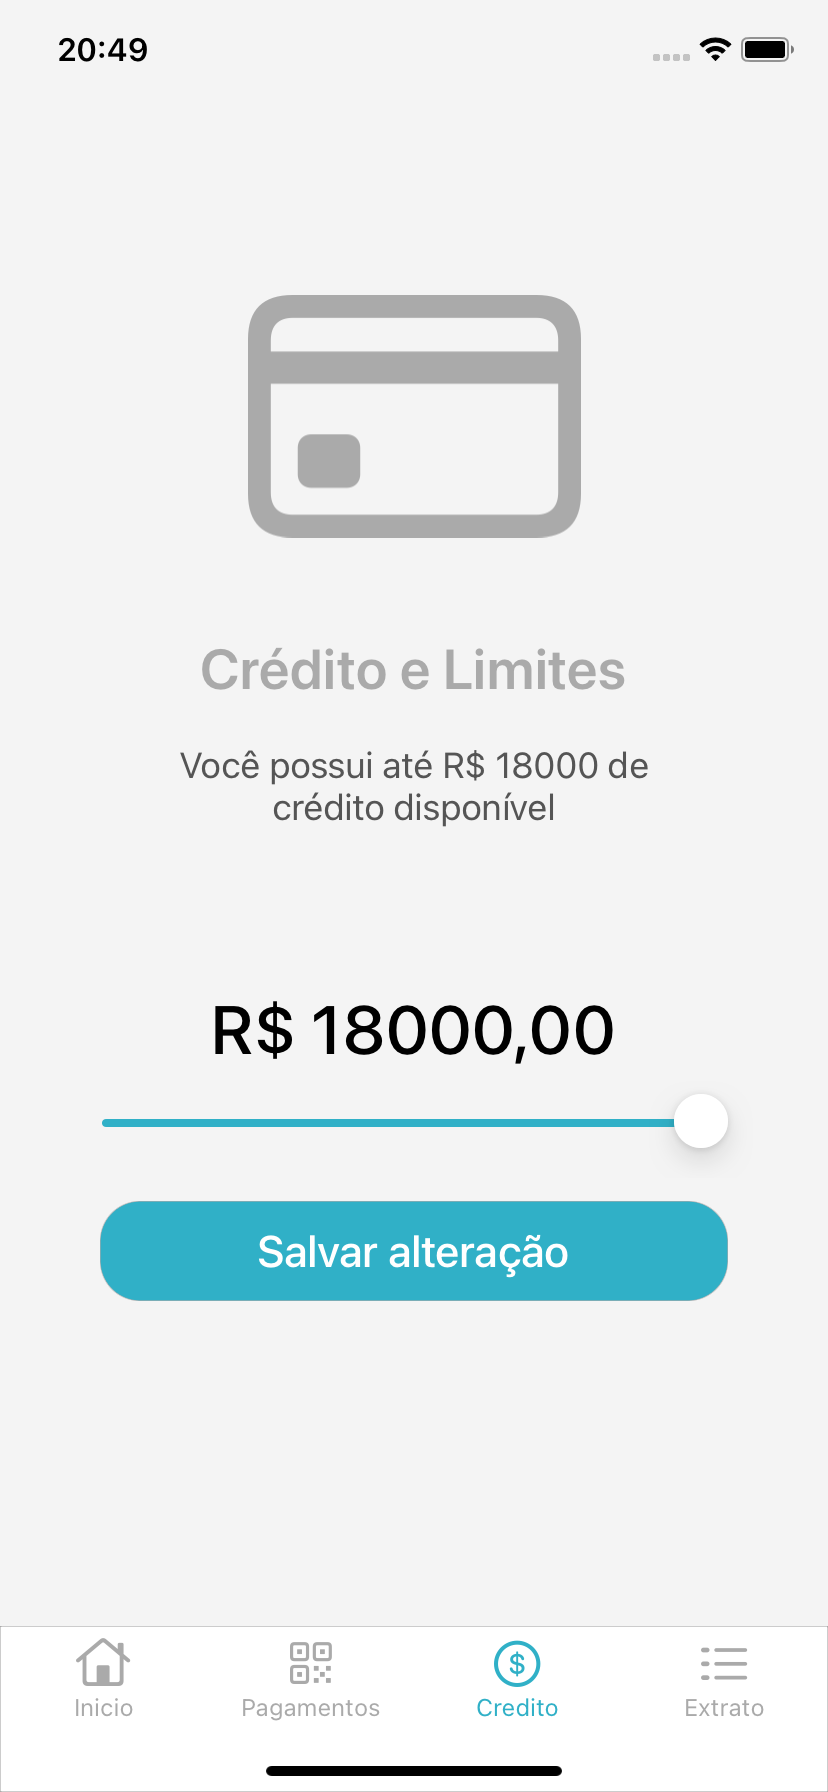 20:49
Crédito e Limites
Você possui até R$ 18000 de
crédito disponível
R$ 18000,00
Salvar alteração
$
Inicio
Pagamentos
Credito
Extrato